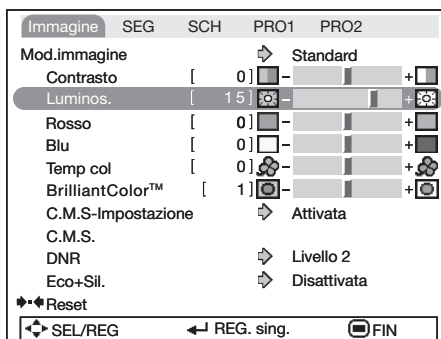 Immagine SEG SCH PRO1 PRO2
Mod.immagine Standard
Contrasto [ 0] - +
Luminos. [ 15] - +
Rosso [ 0] - +
Blu [ 0] - +
Temp col [ 0] - +
BrilliantColor™ [ 1] - +
C.M.S-Impostazione Attivata
C.M.S.
DNR Livello 2
Eco+Sil. Disattivata
Reset
SEL/REG REG. sing. FIN